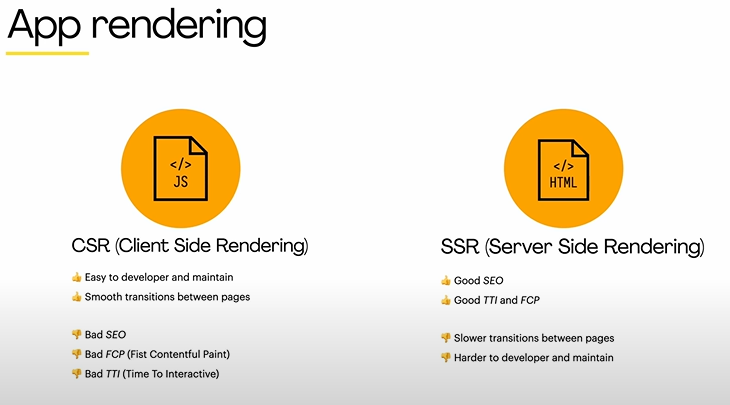 App rendering
</>
JS
CSR (Client Side Rendering)
👍 Easy to developer and maintain
👍 Smooth transitions between pages
👎 Bad SEO
👎 Bad FCP (Fist Contentful Paint)
👎 Bad TTI (Time To Interactive)
</>
HTML
SSR (Server Side Rendering)
👍 Good SEO
👍 Good TTI and FCP
👎 Slower transitions between pages
👎 Harder to developer and maintain